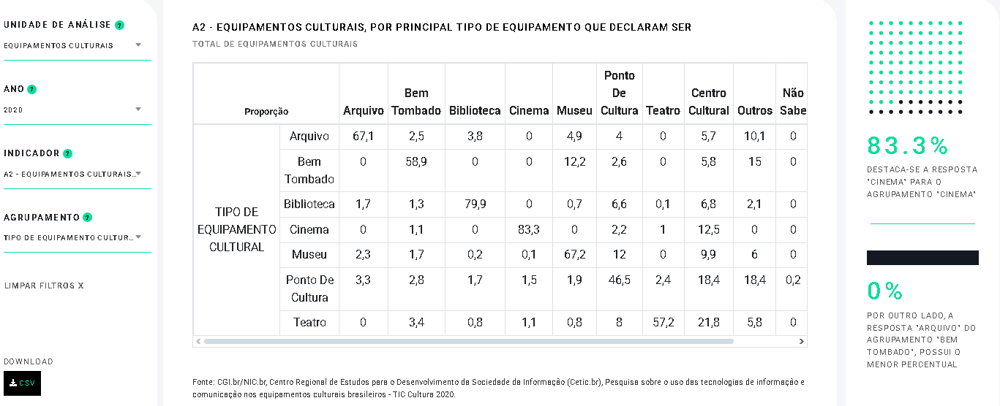 UNIDADE DE ANÁLISE ?
EQUIPAMENTOS CULTURAIS
ANO ?
2020
INDICADOR ?
A2 - EQUIPAMENTOS CULTURAIS...
AGRUPAMENTO ?
TIPO DE EQUIPAMENTO CULTUR...
LIMPAR FILTROS X
DOWNLOAD
CSV
A2 - EQUIPAMENTOS CULTURAIS, POR PRINCIPAL TIPO DE EQUIPAMENTO QUE DECLARAM SER
TOTAL DE EQUIPAMENTOS CULTURAIS
Proporção Arquivo Bem Tombado Biblioteca Cinema Museu Ponto De Cultura Teatro Centro Cultural Outros Não Sabe
TIPO DE EQUIPAMENTO CULTURAL
Arquivo 67,1 2,5 3,8 0 4,9 4 0 5,7 10,1 0
Bem Tombado 0 58,9 0 0 12,2 2,6 0 5,8 15 0
Biblioteca 1,7 1,3 79,9 0 0,7 6,6 0,1 6,8 2,1 0
Cinema 0 1,1 0 83,3 0 2,2 1 12,5 0 0
Museu 2,3 1,7 0,2 0,1 67,2 12 0 9,9 6 0
Ponto De Cultura 3,3 2,8 1,7 1,5 1,9 46,5 2,4 18,4 18,4 0,2
Teatro 0 3,4 0,8 1,1 0,8 8 57,2 21,8 5,8 0
Fonte: CGI.br/NIC.br, Centro Regional de Estudos para o Desenvolvimento da Sociedade da Informação (Cetic.br), Pesquisa sobre o uso das tecnologias de informação e
comunicação nos equipamentos culturais brasileiros - TIC Cultura 2020.
83.3%
DESTACA-SE A RESPOSTA
"CINEMA" PARA O
AGRUPAMENTO "CINEMA"
0%
POR OUTRO LADO, A
RESPOSTA "ARQUIVO" DO
AGRUPAMENTO "BEM
TOMBADO", POSSUI O
MENOR PERCENTUAL